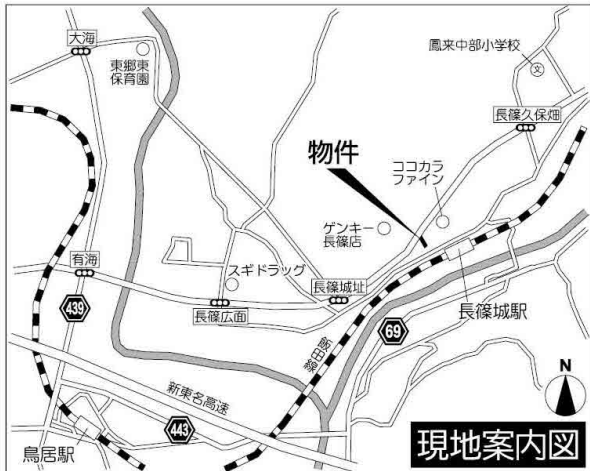 大海
東郷東
保育園
鳳来中部小学校
文
長篠久保畑
物件
ココカラ
ファイン
ゲンキー
長篠店
有海
スギドラッグ
長篠城址
439
長篠広面
69
長篠城駅
飯田線
新東名高速
443
鳥居駅
N
現地案内図